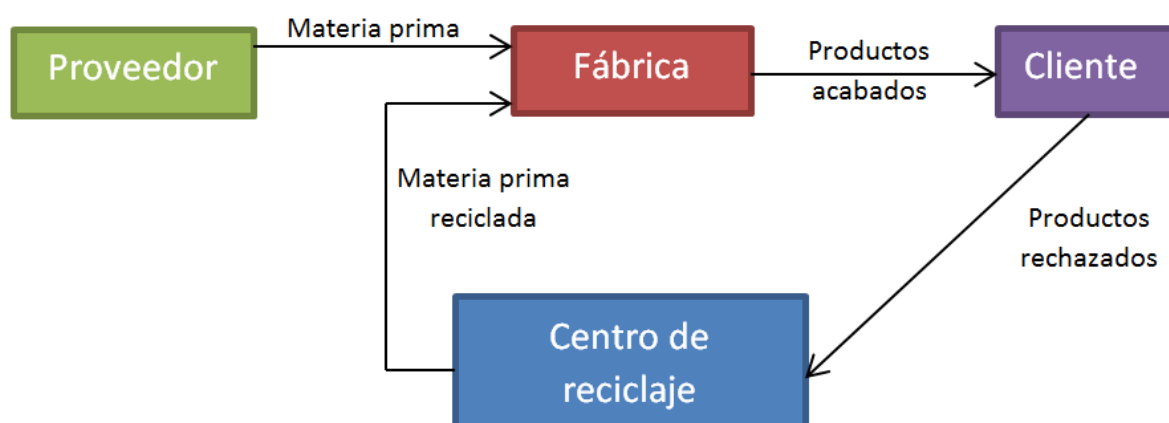 Materia prima
Proveedor
Fábrica
Productos
acabados
Cliente
Materia prima
reciclada
Productos
rechazados
Centro de
reciclaje